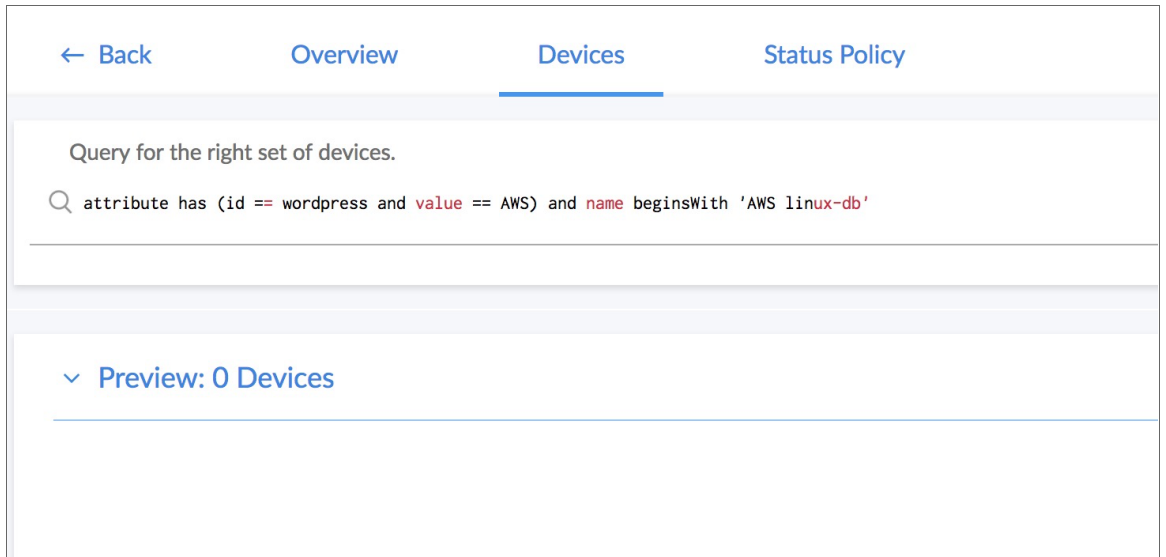 ← Back Overview Devices Status Policy
Query for the right set of devices.
attribute has (id == wordpress and value == AWS) and name beginsWith 'AWS linux-db'
Preview: 0 Devices